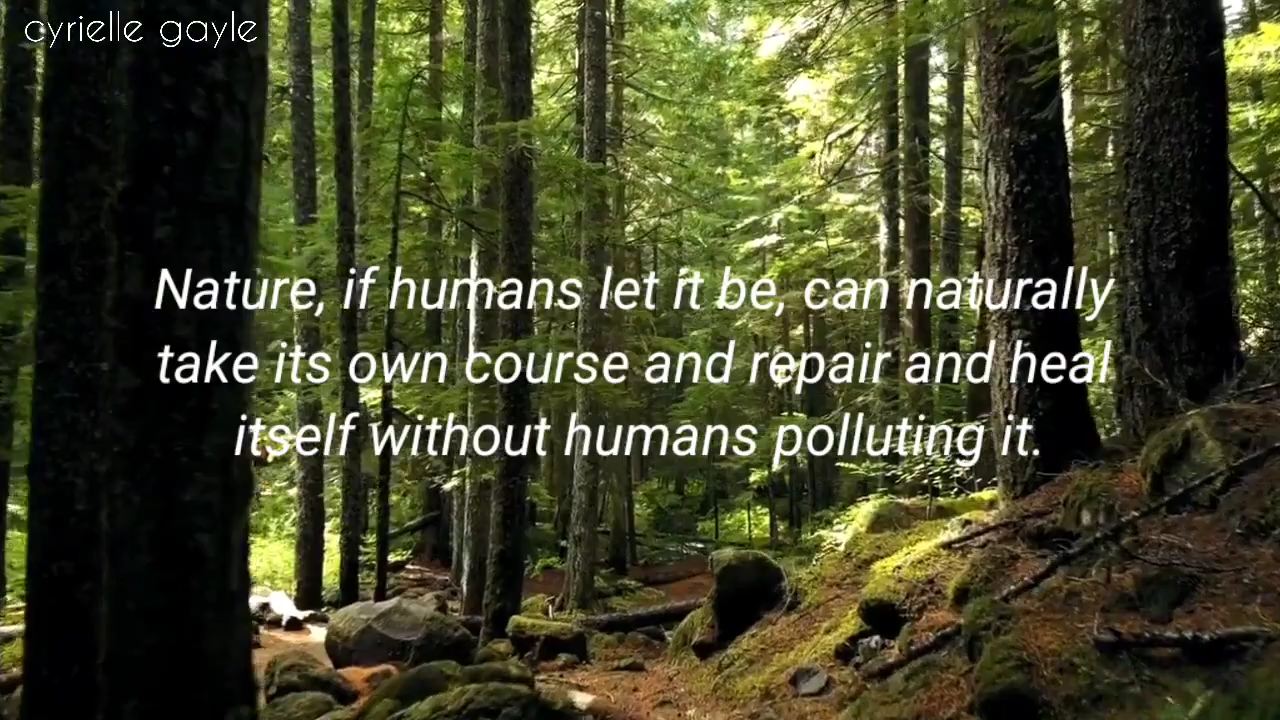 cyrielle gayle
Nature, if humans let it be, can naturally
take its own course and repair and heal
itself without humans polluting it.